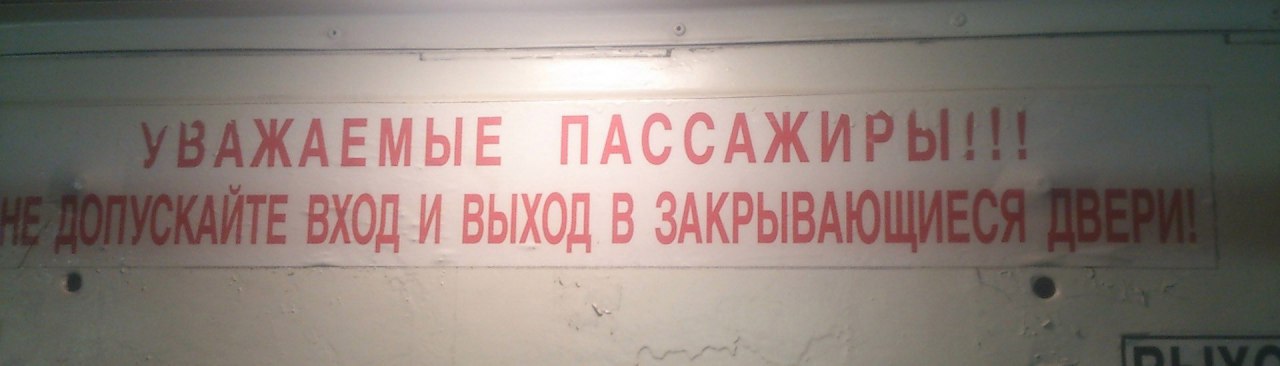 УВАЖАЕМЫЕ ПАССАЖИРЫ!!!
НЕ ДОПУСКАЙТЕ ВХОД И ВЫХОД В ЗАКРЫВАЮЩИЕСЯ ДВЕРИ!